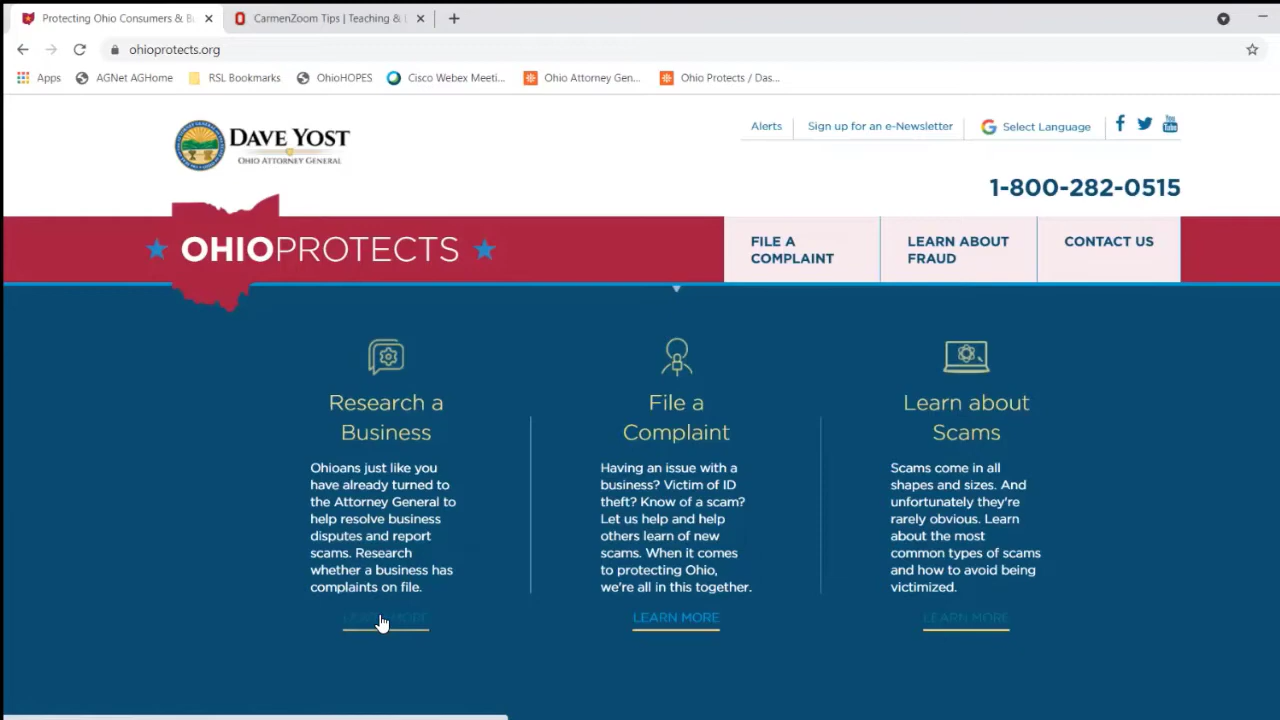 Protecting Ohio Consumers & B
CarmenZoom Tips | Teaching &
ohioprotects.org
Apps
AGNet AGHome
RSL Bookmarks
OhioHOPES
Cisco Webex Meeti...
Ohio Attorney Gen...
Ohio Protects / Das...
DAVE YOST
OHIO ATTORNEY GENERAL
Alerts
Sign up for an e-Newsletter
Select Language
You
Tube
1-800-282-0515
OHIOPROTECTS
FILE A
COMPLAINT
LEARN ABOUT
FRAUD
CONTACT US
Research a
Business
Ohioans just like you
have already turned to
the Attorney General to
help resolve business
disputes and report
scams. Research
whether a business has
complaints on file.
LEARN MORE
File a
Complaint
Having an issue with a
business? Victim of ID
theft? Know of a scam?
Let us help and help
others learn of new
scams. When it comes
to protecting Ohio,
we're all in this together.
LEARN MORE
Learn about
Scams
Scams come in all
shapes and sizes. And
unfortunately they're
rarely obvious. Learn
about the most
common types of scams
and how to avoid being
victimized.
LEARN MORE